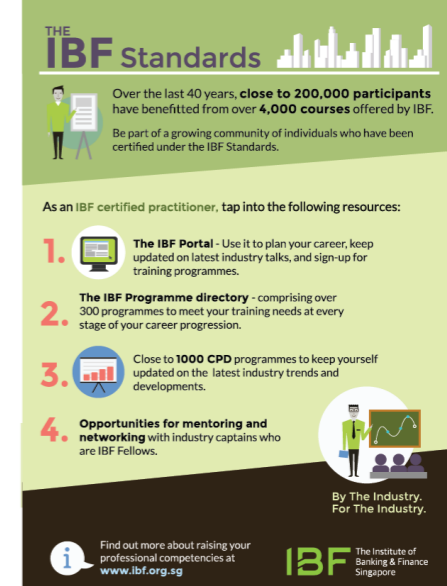 THE
IBF Standards
Over the last 40 years, close to 200,000 participants
have benefitted from over 4,000 courses offered by IBF.
Be part of a growing community of individuals who have been
certified under the IBF Standards.
As an IBF certified practitioner, tap into the following resources:
1.
The IBF Portal - Use it to plan your career, keep
updated on latest industry talks, and sign-up for
training programmes.
2.
The IBF Programme directory - comprising over
300 programmes to meet your training needs at every
stage of your career progression.
3.
Close to 1000 CPD programmes to keep yourself
updated on the latest industry trends and
developments.
4.
Opportunities for mentoring and
networking with industry captains who
are IBF Fellows.
By The Industry.
For The Industry.
i
Find out more about raising your
professional competencies at
www.ibf.org.sg
IBF
The Institute of
Banking & Finance
Singapore